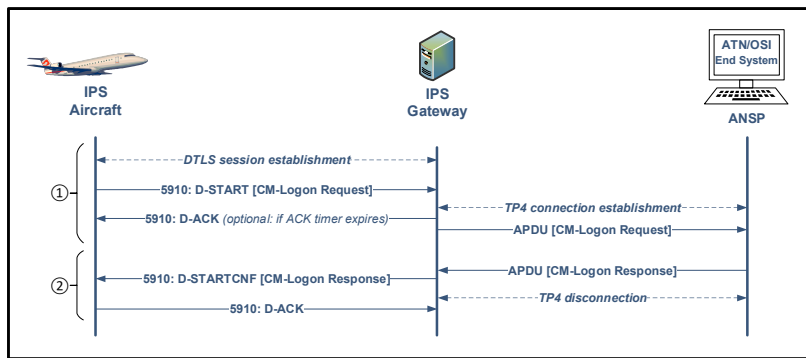 ATN/OSI
End System
IPS
Aircraft
IPS
Gateway
ANSP
①
DTLS session establishment
5910: D-START [CM-Logon Request]
TP4 connection establishment
5910: D-ACK (optional: if ACK timer expires)
APDU [CM-Logon Request]
②
APDU [CM-Logon Response]
5910: D-STARTCNF [CM-Logon Response]
TP4 disconnection
5910: D-ACK